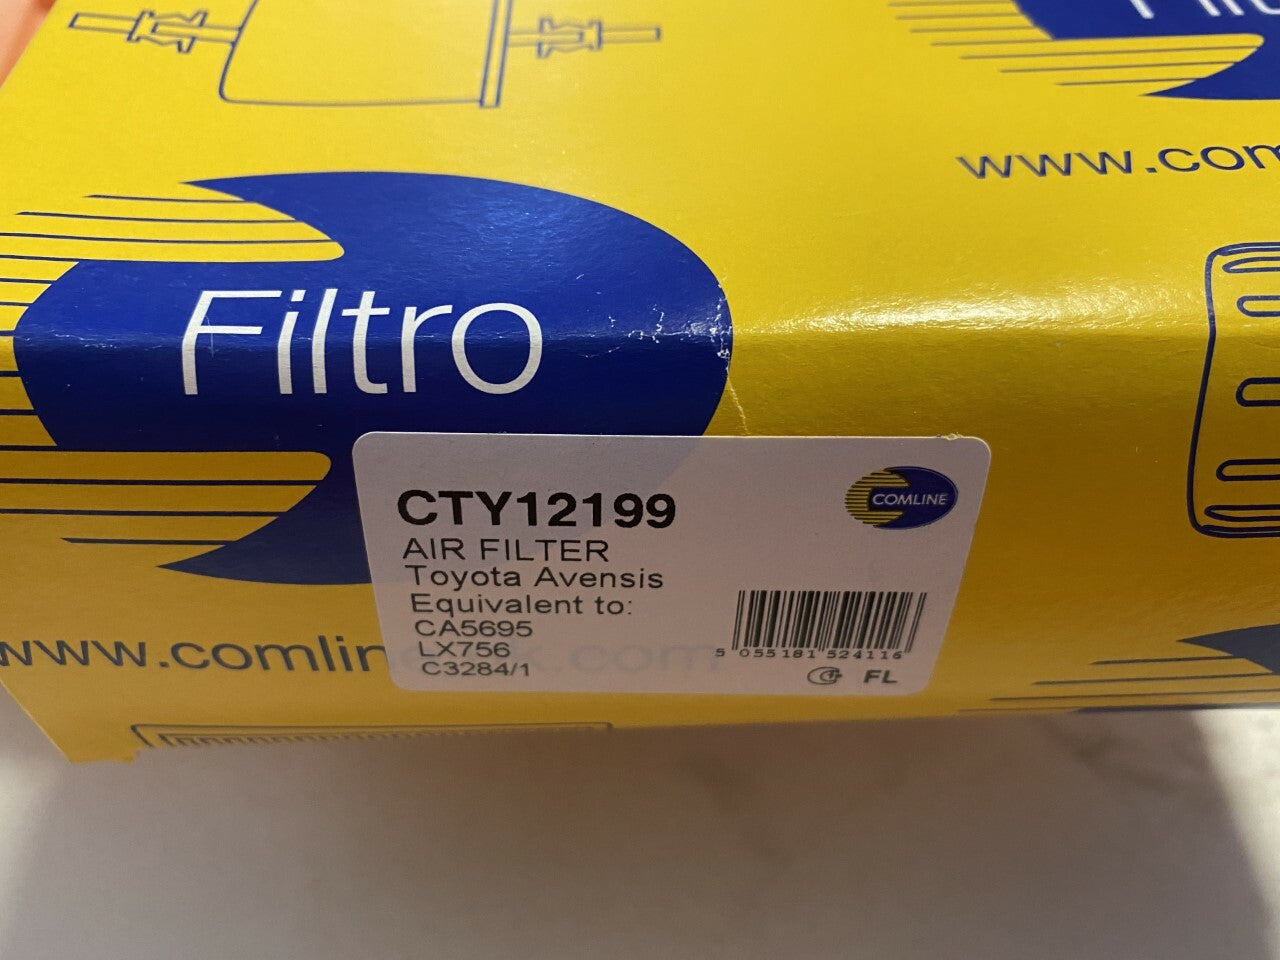 www.com
Filtro
CTY12199
COMLINE
AIR FILTER
Toyota Avensis
Equivalent to:
CA5695
LX756
C3284/1
5 055181 524116
FL
www.comline
.com